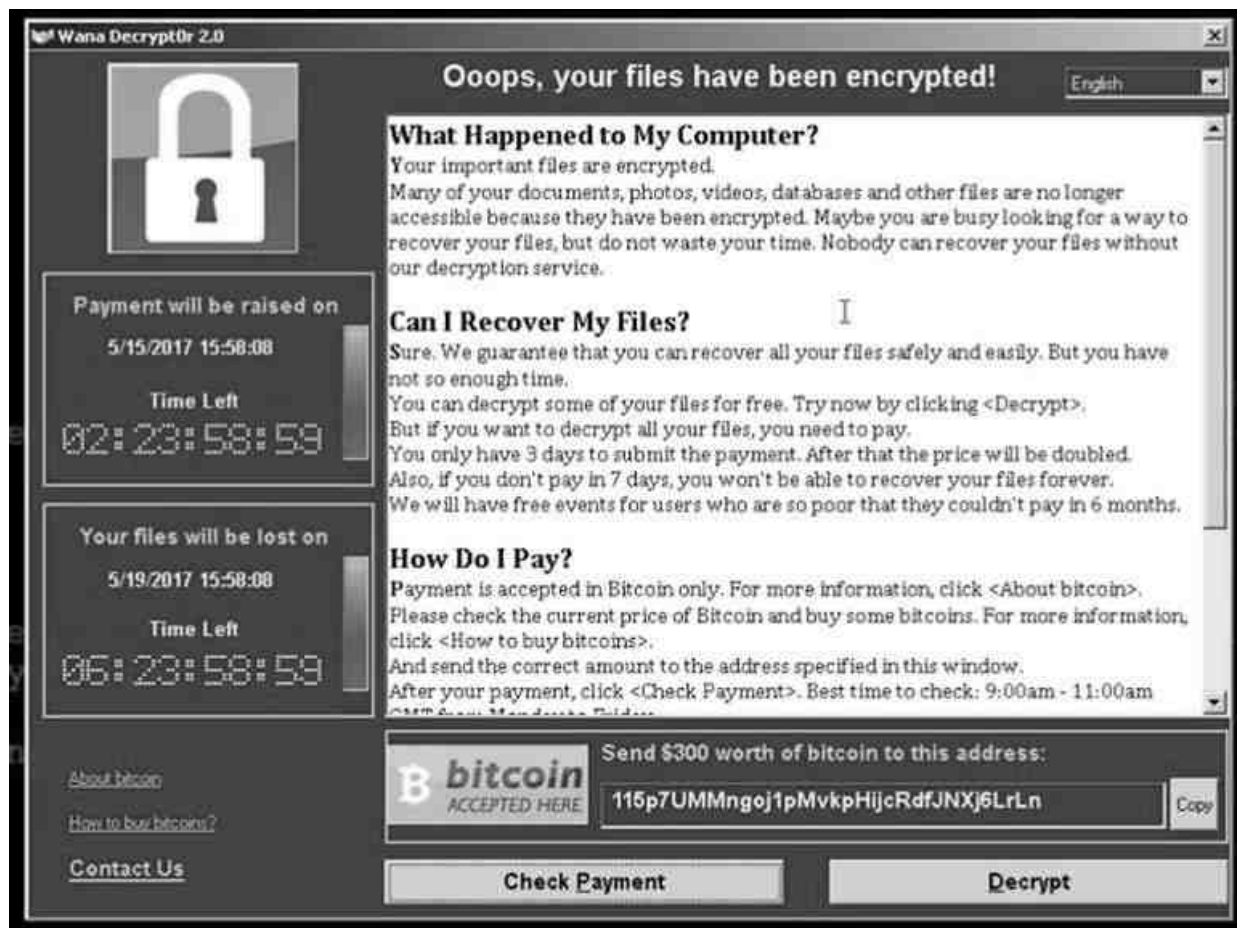 Wana Decrypt0r 2.0
Ooops, your files have been encrypted!
English
What Happened to My Computer?
Your important files are encrypted.
Many of your documents, photos, videos, databases and other files are no longer
accessible because they have been encrypted. Maybe you are busy looking for a way to
recover your files, but do not waste your time. Nobody can recover your files without
our decryption service.
Can I Recover My Files?
Sure. We guarantee that you can recover all your files safely and easily. But you have
not so enough time.
You can decrypt some of your files for free. Try now by clicking <Decrypt>.
But if you want to decrypt all your files, you need to pay.
You only have 3 days to submit the payment. After that the price will be doubled.
Also, if you don't pay in 7 days, you won't be able to recover your files forever.
We will have free events for users who are so poor that they couldn't pay in 6 months.
How Do I Pay?
Payment is accepted in Bitcoin only. For more information, click <About bitcoin>.
Please check the current price of Bitcoin and buy some bitcoins. For more information,
click <How to buy bitcoins>.
And send the correct amount to the address specified in this window.
After your payment, click <Check Payment>. Best time to check: 9:00am - 11:00am
GMT from Monday to Friday.
Payment will be raised on
5/15/2017 15:58:08
Time Left
02:23:58:59
Your files will be lost on
5/19/2017 15:58:08
Time Left
06:23:58:59
About bitcoin
How to buy bitcoins?
Contact Us
bitcoin
ACCEPTED HERE
Send $300 worth of bitcoin to this address:
115p7UMMngoj1pMvkpHijcRdfJNXj6LrLn
Copy
Check Payment
Decrypt